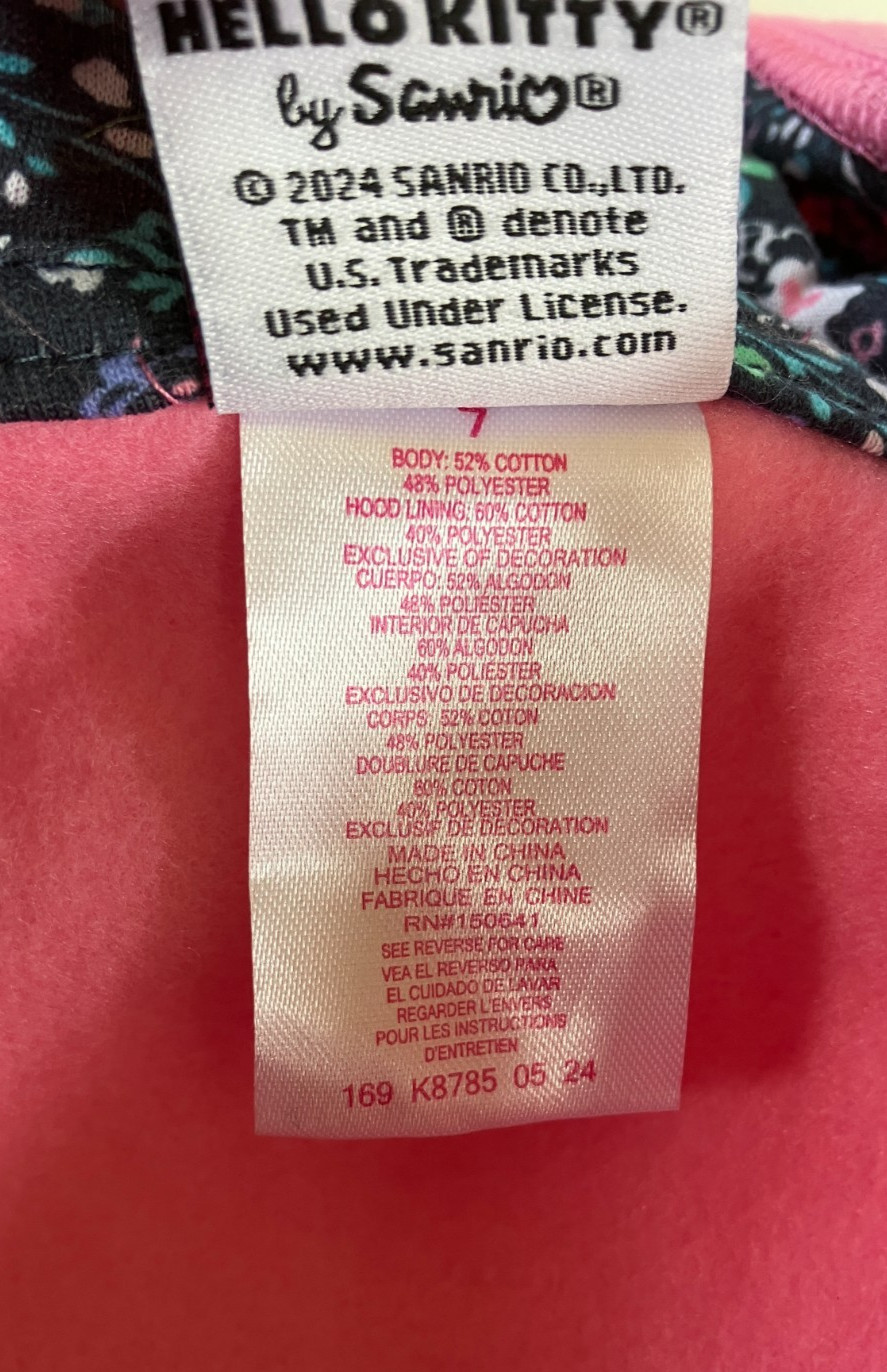 HELLO KITTY®
by Sanrio®
© 2024 SANRIO CO.,LTD.
TM and ® denote
U.S. Trademarks
Used Under License.
www.sanrio.com
7
BODY: 52% COTTON
48% POLYESTER
HOOD LINING: 60% COTTON
40% POLYESTER
EXCLUSIVE OF DECORATION
CUERPO: 52% ALGODON
48% POLIESTER
INTERIOR DE CAPUCHA
60% ALGODON
40% POLIESTER
EXCLUSIVO DE DECORACION
CORPS: 52% COTON
48% POLYESTER
DOUBLURE DE CAPUCHE
60% COTON
40% POLYESTER
EXCLUSIF DE DECORATION
MADE IN CHINA
HECHO EN CHINA
FABRIQUE EN CHINE
RN#150641
SEE REVERSE FOR CARE
VEA EL REVERSO PARA
EL CUIDADO DE LAVAR
REGARDER L'ENVERS
POUR LES INSTRUCTIONS
D'ENTRETIEN
169 K8785 05 24